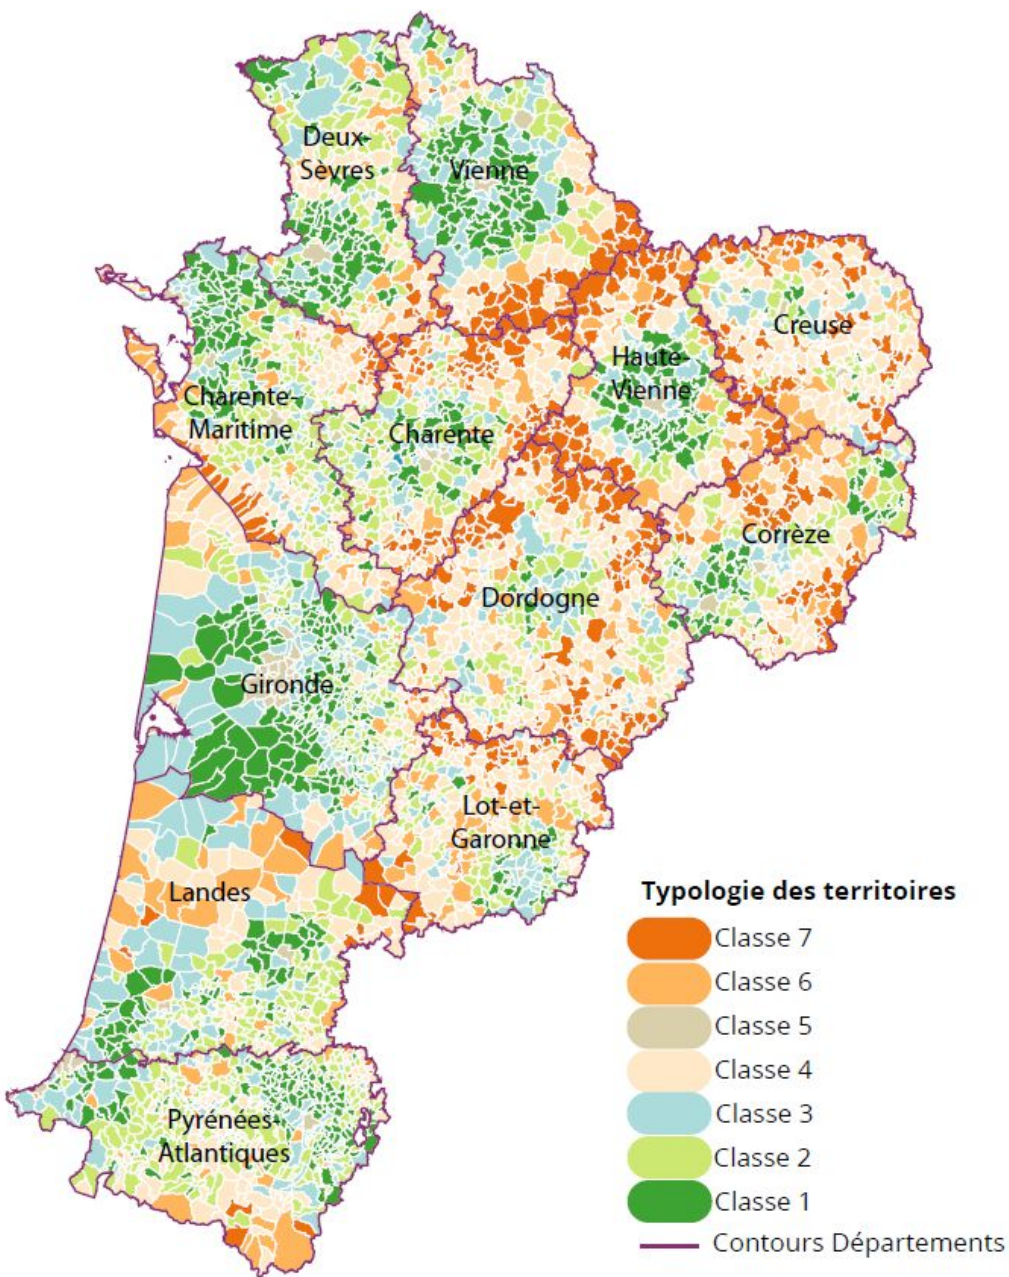 Deux-
Sèvres
Vienne
Creuse
Haute-
Vienne
Charente-
Maritime
Charente
Corrèze
Dordogne
Gironde
Lot-et-
Garonne
Landes
Pyrénées-
Atlantiques
Typologie des territoires
Classe 7
Classe 6
Classe 5
Classe 4
Classe 3
Classe 2
Classe 1
Contours Départements